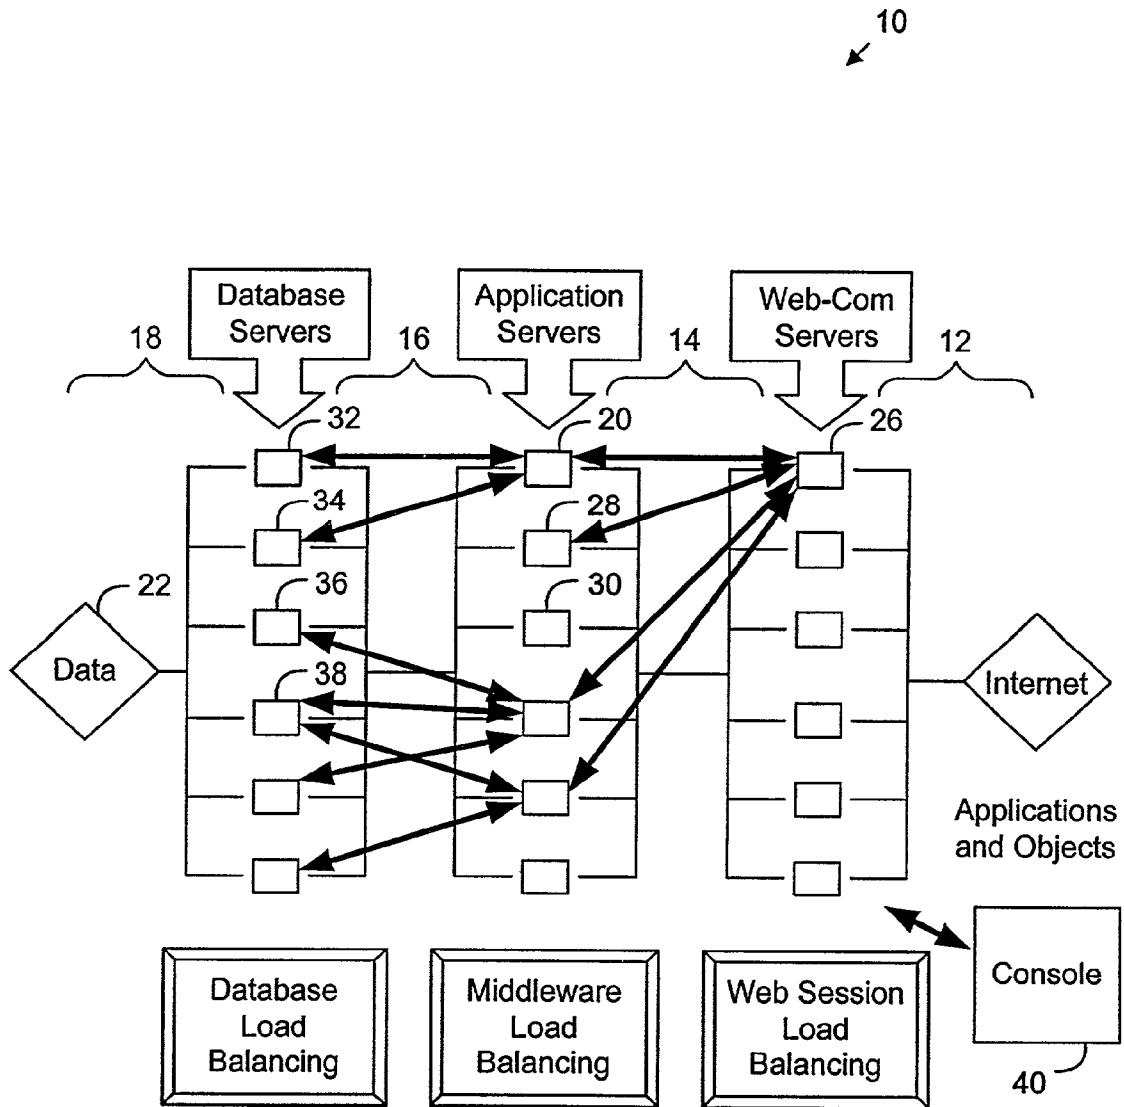 10
Database
Servers
Application
Servers
Web-Com
Servers
18
16
14
12
32
20
26
34
28
22
36
30
Data
38
Internet
Applications
and Objects
Database
Load
Balancing
Middleware
Load
Balancing
Web Session
Load
Balancing
Console
40